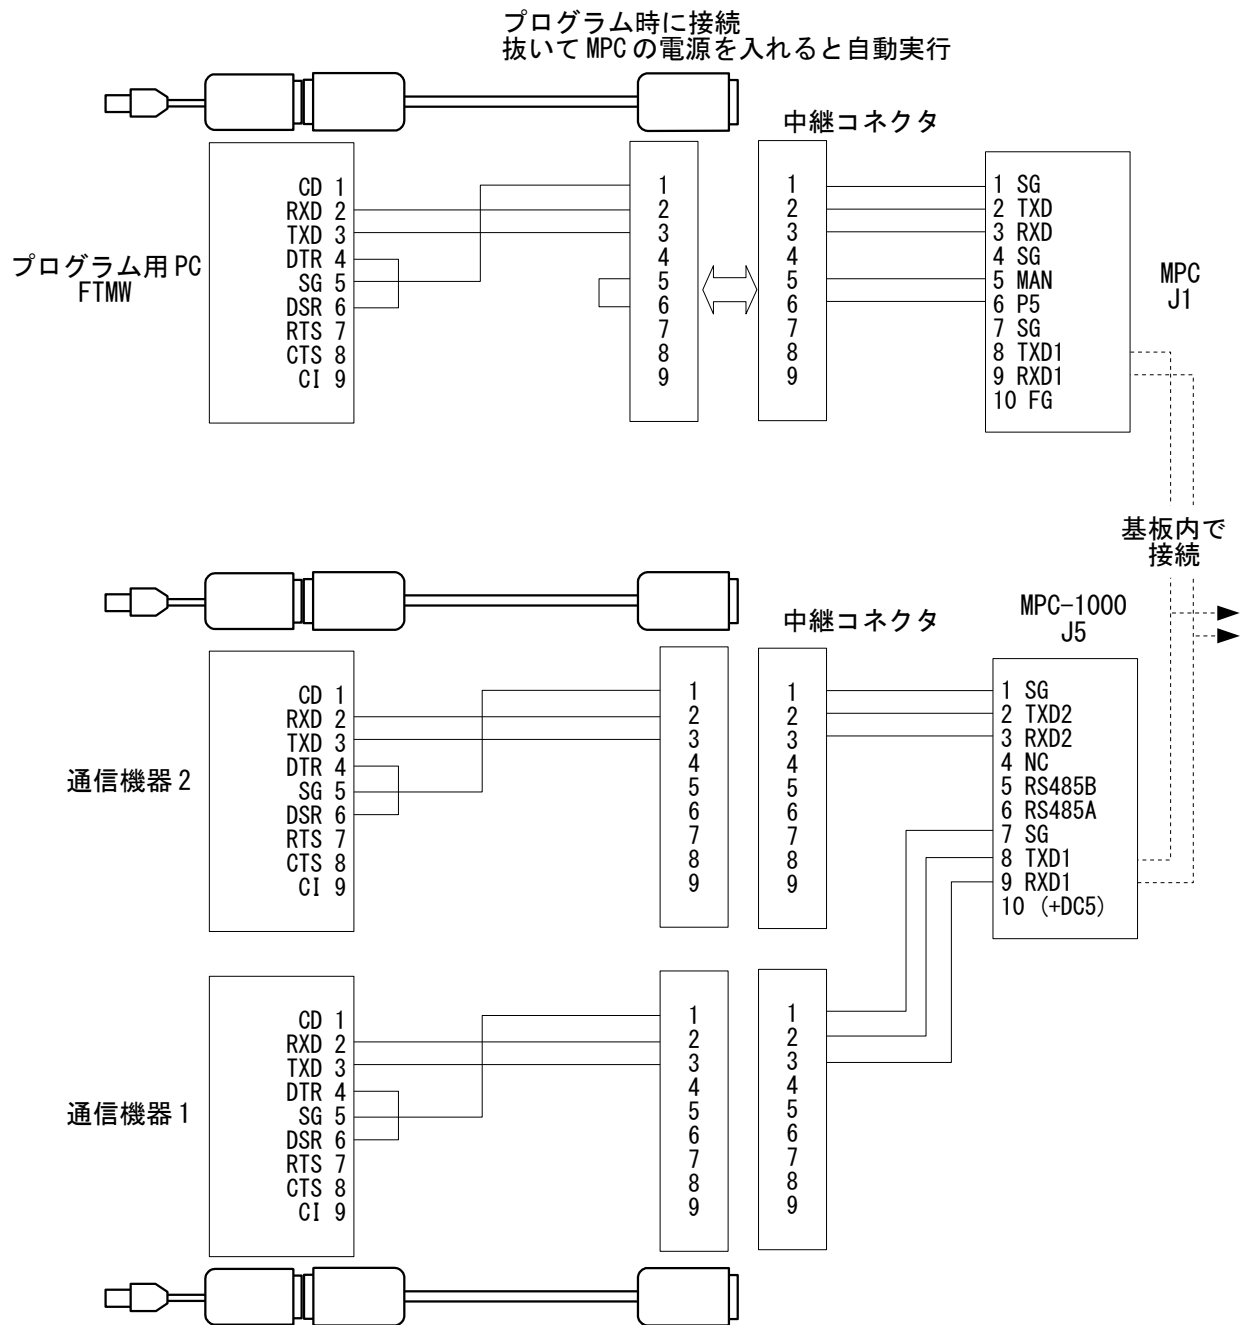 プログラム時に接続
抜いて MPC の電源を入れると自動実行
中継コネクタ
プログラム用 PC
FTMW
CD 1
RXD 2
TXD 3
DTR 4
SG 5
DSR 6
RTS 7
CTS 8
CI 9
1
2
3
4
5
6
7
8
9
1
2
3
4
5
6
7
8
9
1 SG
2 TXD
3 RXD
4 SG
5 MAN
6 P5
7 SG
8 TXD1
9 RXD1
10 FG
MPC
J1
基板内で
接続
中継コネクタ
MPC-1000
J5
通信機器 2
CD 1
RXD 2
TXD 3
DTR 4
SG 5
DSR 6
RTS 7
CTS 8
CI 9
1
2
3
4
5
6
7
8
9
1
2
3
4
5
6
7
8
9
1 SG
2 TXD2
3 RXD2
4 NC
5 RS485B
6 RS485A
7 SG
8 TXD1
9 RXD1
10 (+DC5)
通信機器 1
CD 1
RXD 2
TXD 3
DTR 4
SG 5
DSR 6
RTS 7
CTS 8
CI 9
1
2
3
4
5
6
7
8
9
1
2
3
4
5
6
7
8
9